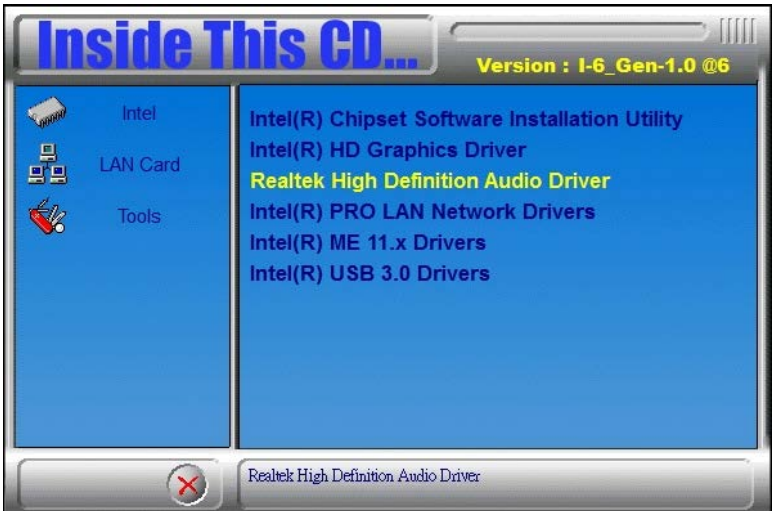 Inside This CD...
Version : I-6_Gen-1.0 @6
Intel
LAN Card
Tools
Intel(R) Chipset Software Installation Utility
Intel(R) HD Graphics Driver
Realtek High Definition Audio Driver
Intel(R) PRO LAN Network Drivers
Intel(R) ME 11.x Drivers
Intel(R) USB 3.0 Drivers
Realtek High Definition Audio Driver